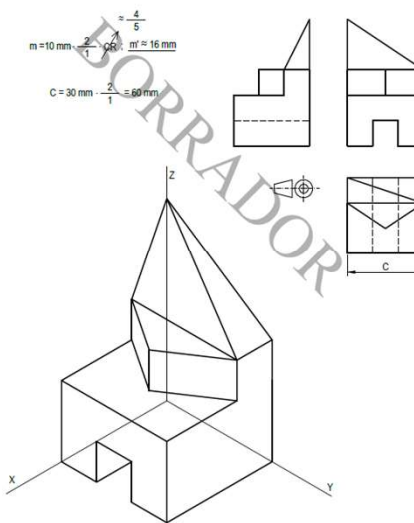 ≈ 4
5
m =10 mm · 2 · CR ; m' ≈ 16 mm
1
C = 30 mm · 2 = 60 mm
1
BORRADOR
C
Z
X
Y